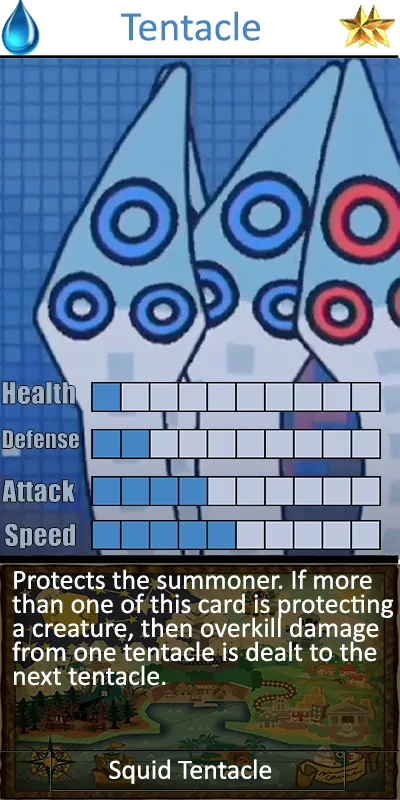 Tentacle
Health
Defense
Attack
Speed
Protects the summoner. If more
than one of this card is protecting
a creature, then overkill damage
from one tentacle is dealt to the
next tentacle.
Squid Tentacle